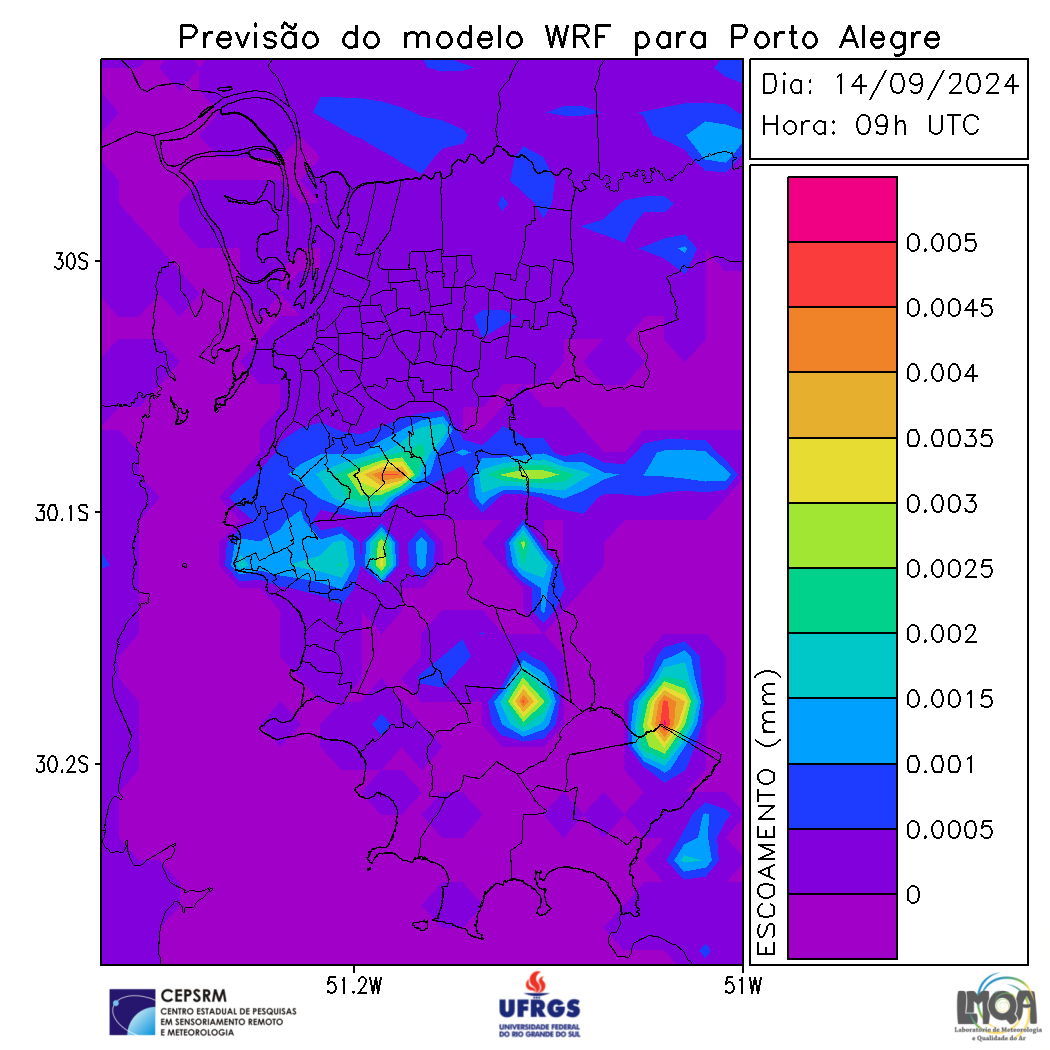 Previsão do modelo WRF para Porto Alegre
Dia: 14/09/2024
Hora: 09h UTC
30S
30.1S
30.2S
51.2W
51W
ESCOAMENTO (mm)
0.005
0.0045
0.004
0.0035
0.003
0.0025
0.002
0.0015
0.001
0.0005
0
CEPSRM
CENTRO ESTADUAL DE PESQUISAS
EM SENSORIAMENTO REMOTO
E METEOROLOGIA
UFRGS
UNIVERSIDADE FEDERAL
DO RIO GRANDE DO SUL
LMQA
Laboratório de Meteorologia
e Qualidade do Ar